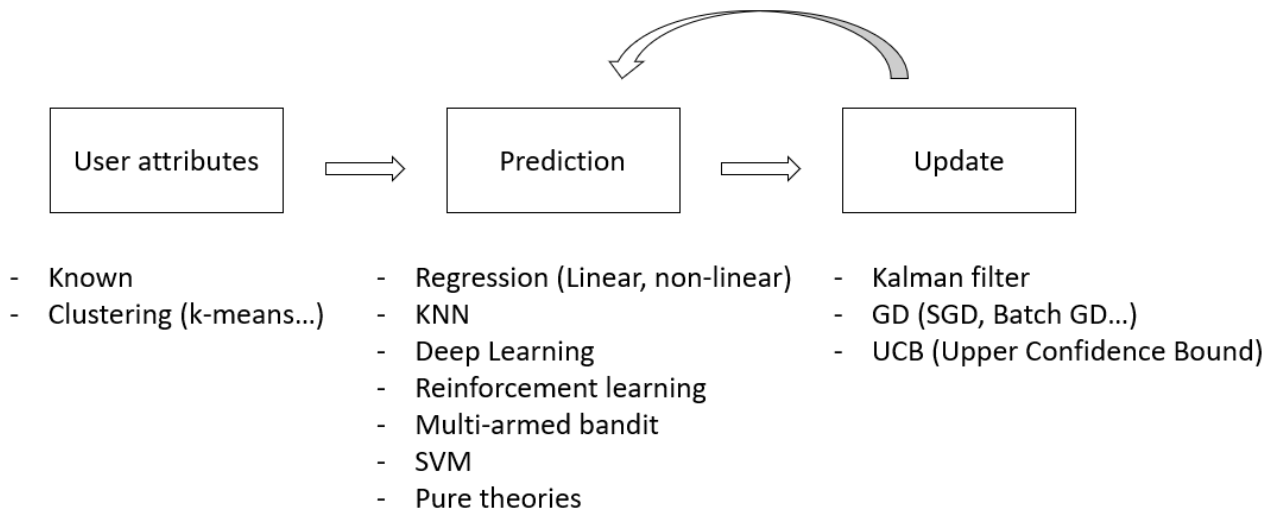 User attributes
Prediction
Update
- Known
- Clustering (k-means...)
- Regression (Linear, non-linear)
- KNN
- Deep Learning
- Reinforcement learning
- Multi-armed bandit
- SVM
- Pure theories
- Kalman filter
- GD (SGD, Batch GD...)
- UCB (Upper Confidence Bound)